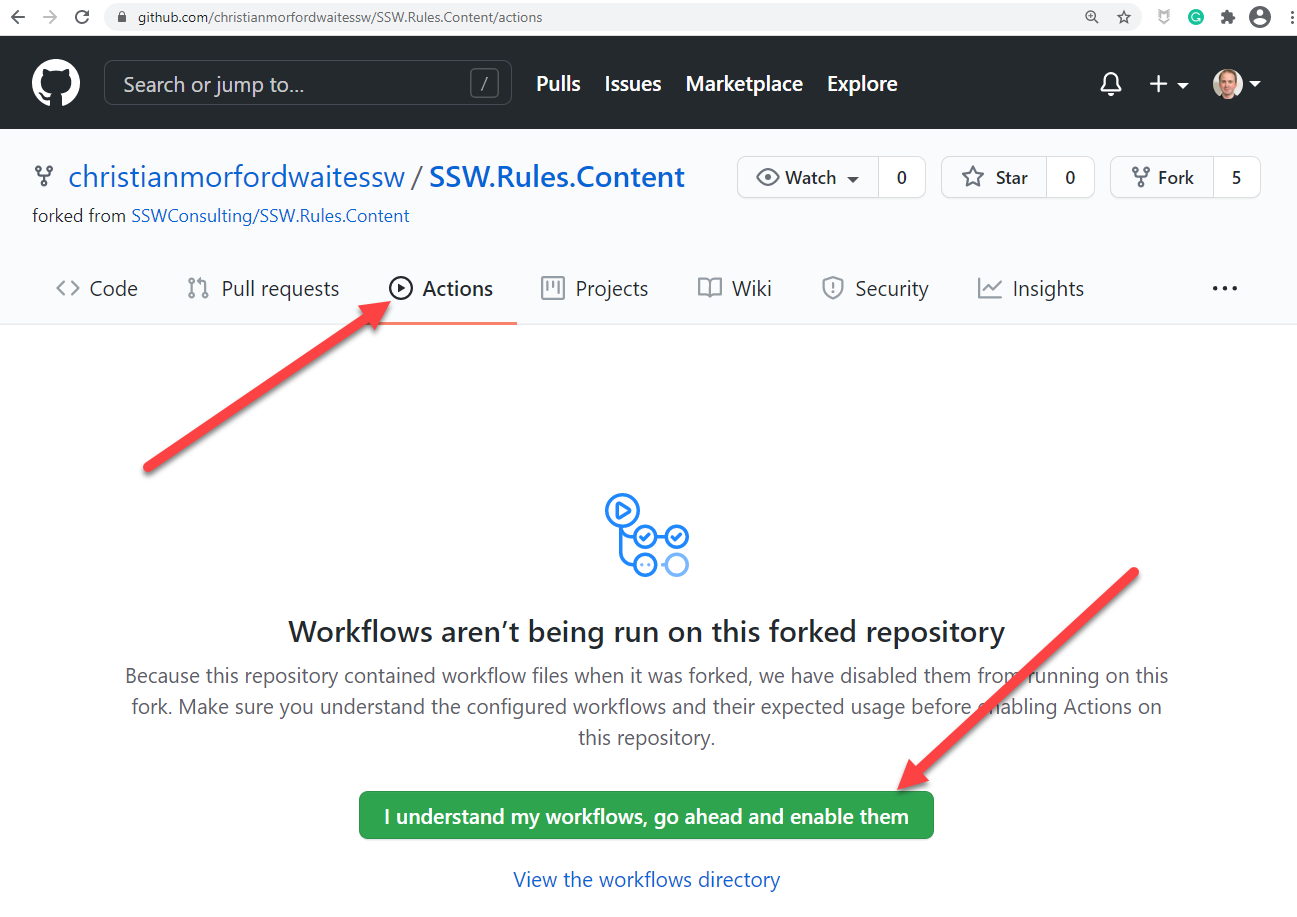 github.com/christianmorfordwaitessw/SSW.Rules.Content/actions
Search or jump to... /
Pulls Issues Marketplace Explore
christianmorfordwaitessw / SSW.Rules.Content
Watch 0 Star 0 Fork 5
forked from SSWConsulting/SSW.Rules.Content
Code Pull requests Actions Projects Wiki Security Insights
Workflows aren’t being run on this forked repository
Because this repository contained workflow files when it was forked, we have disabled them from running on this
fork. Make sure you understand the configured workflows and their expected usage before enabling Actions on
this repository.
I understand my workflows, go ahead and enable them
View the workflows directory